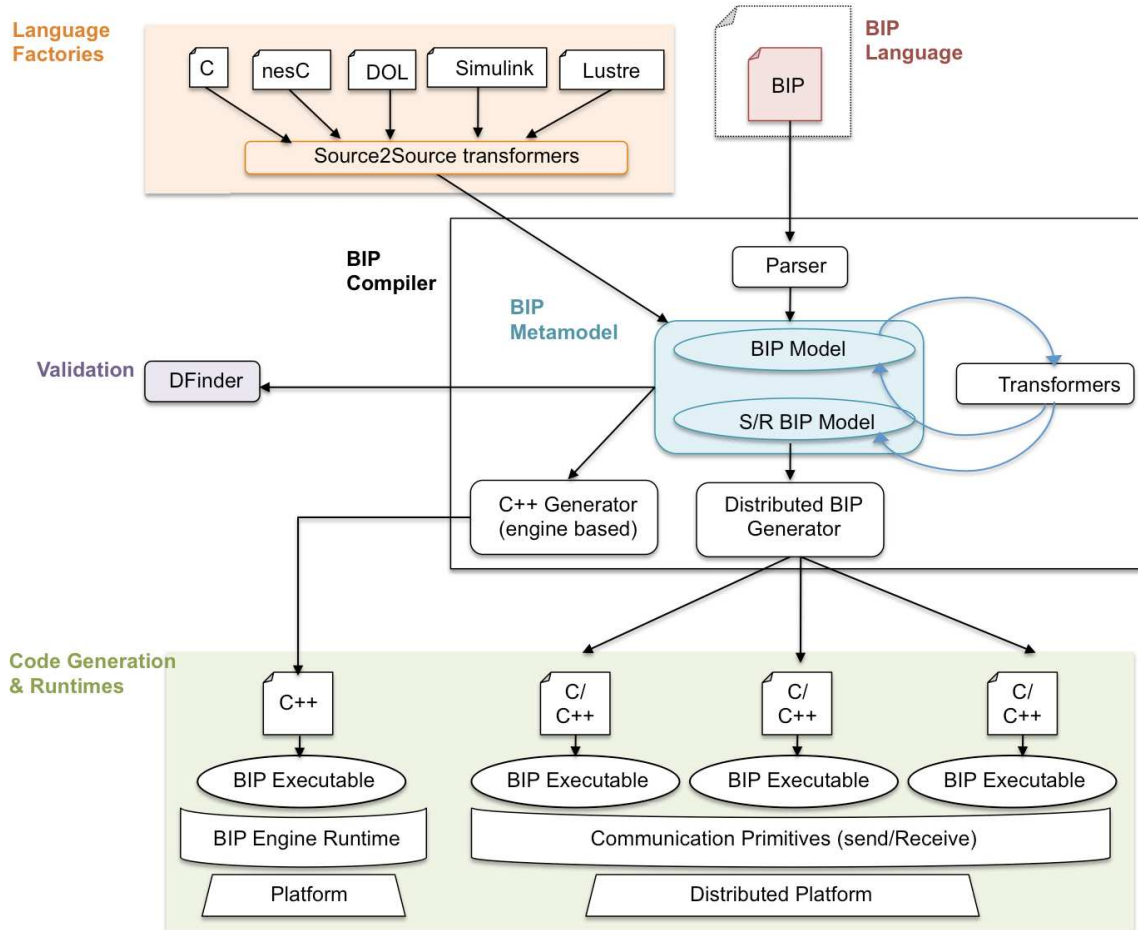 Language
Factories
C
nesC
DOL
Simulink
Lustre
Source2Source transformers
BIP
Language
BIP
BIP
Compiler
Parser
BIP
Metamodel
BIP Model
S/R BIP Model
Transformers
Validation
DFinder
C++ Generator
(engine based)
Distributed BIP
Generator
Code Generation
& Runtimes
C++
C/
C++
C/
C++
C/
C++
BIP Executable
BIP Executable
BIP Executable
BIP Executable
BIP Engine Runtime
Communication Primitives (send/Receive)
Platform
Distributed Platform